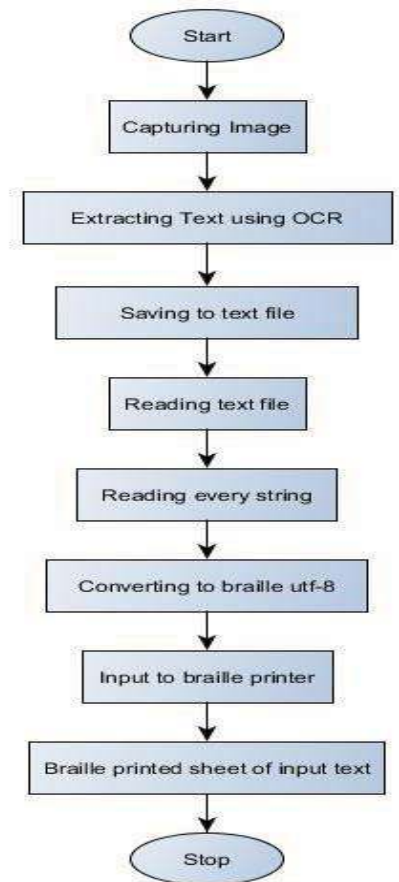 Start
Capturing Image
Extracting Text using OCR
Saving to text file
Reading text file
Reading every string
Converting to braille utf-8
Input to braille printer
Braille printed sheet of input text
Stop